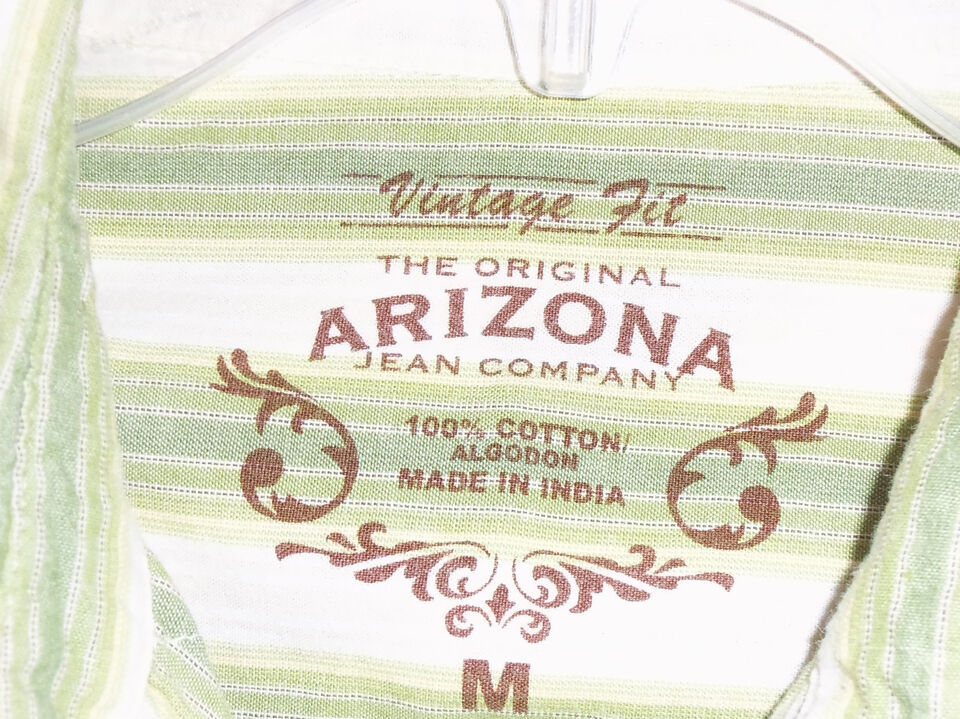 Vintage Fit
THE ORIGINAL
ARIZONA
JEAN COMPANY
100% COTTON/
ALGODON
MADE IN INDIA
M